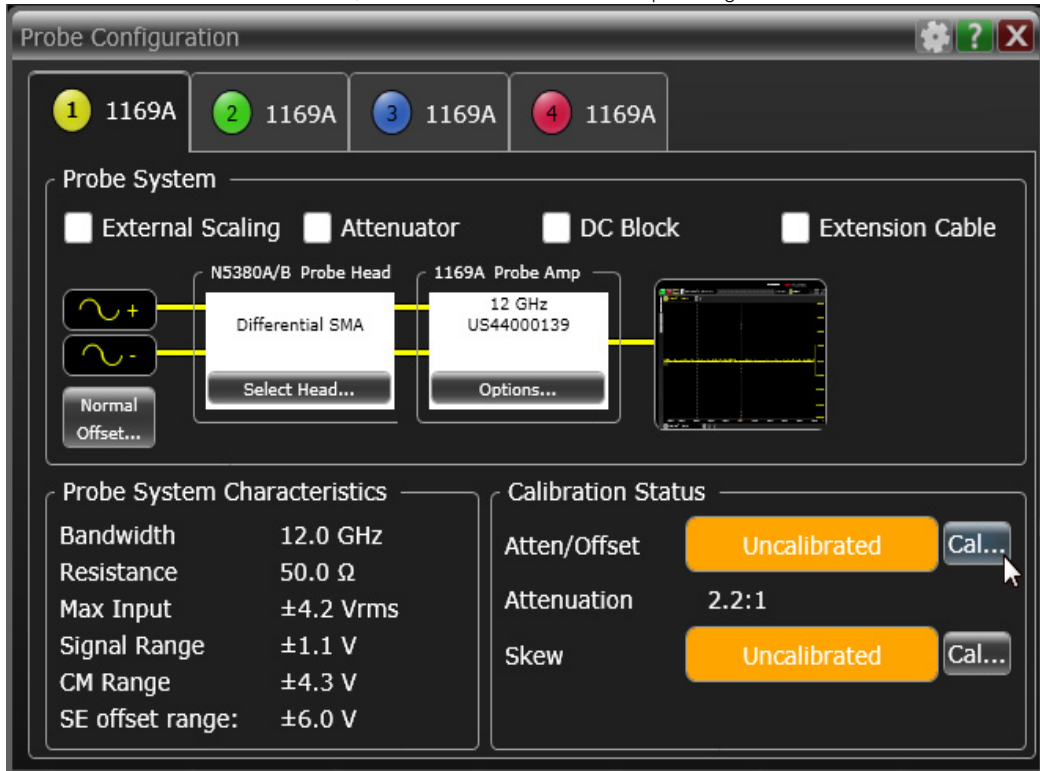 Probe Configuration ? X
1 1169A 2 1169A 3 1169A 4 1169A
Probe System
External Scaling Attenuator DC Block Extension Cable
N5380A/B Probe Head 1169A Probe Amp
12 GHz
+ Differential SMA US44000139
-
Select Head... Options...
Normal
Offset...
Probe System Characteristics Calibration Status
Bandwidth 12.0 GHz
Atten/Offset Uncalibrated Cal...
Resistance 50.0 Ω
Max Input ±4.2 Vrms Attenuation 2.2:1
Signal Range ±1.1 V
Skew Uncalibrated Cal...
CM Range ±4.3 V
SE offset range: ±6.0 V